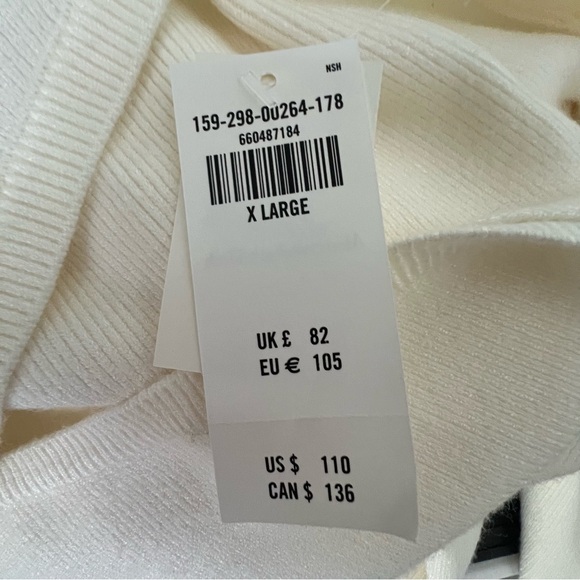 NSH
159-298-00264-178
660487184
X LARGE
UK £ 82
EU € 105
US $ 110
CAN $ 136